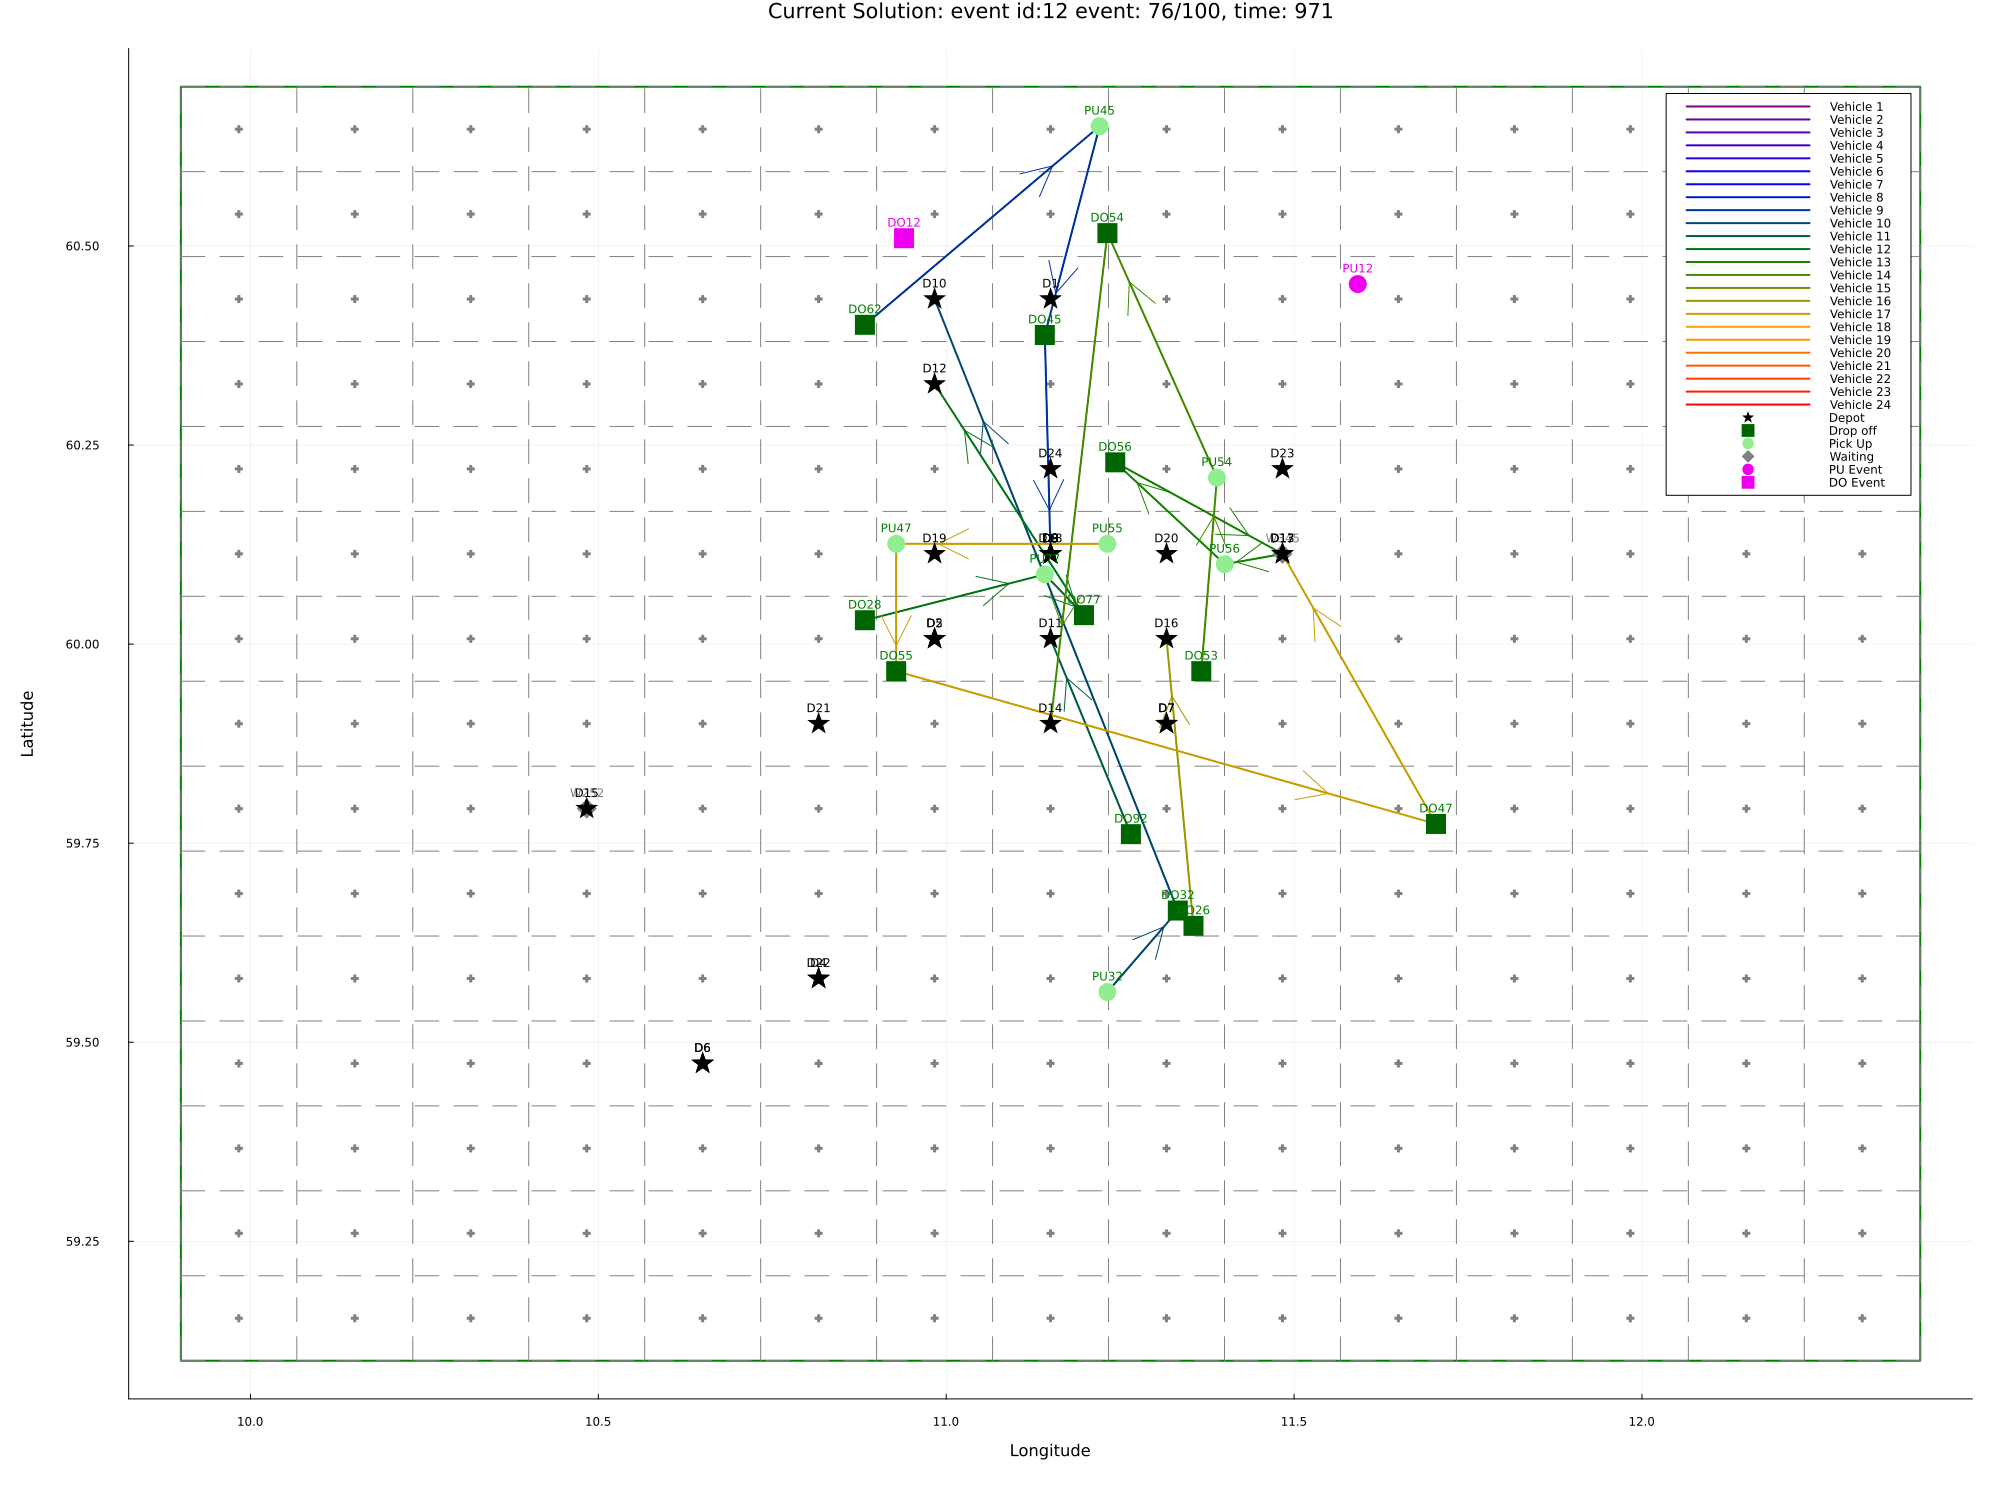 Current Solution: event id:12 event: 76/100, time: 971
Vehicle 1
Vehicle 2
Vehicle 3
Vehicle 4
Vehicle 5
Vehicle 6
Vehicle 7
Vehicle 8
Vehicle 9
Vehicle 10
Vehicle 11
Vehicle 12
Vehicle 13
Vehicle 14
Vehicle 15
Vehicle 16
Vehicle 17
Vehicle 18
Vehicle 19
Vehicle 20
Vehicle 21
Vehicle 22
Vehicle 23
Vehicle 24
Depot
Drop off
Pick Up
Waiting
PU Event
DO Event
PU45
DO54
DO12
PU12
D10
D1
DO62
DO45
D12
DO56
D24
PU54
D23
PU47
PU55
D19
D20
PU56
DO28
DO77
D11
D16
DO55
DO53
D21
D14
D7
D15
DO47
DO92
DO32
DO26
D22
PU32
D6
60.50
60.25
60.00
59.75
59.50
59.25
Latitude
10.0
10.5
11.0
11.5
12.0
Longitude